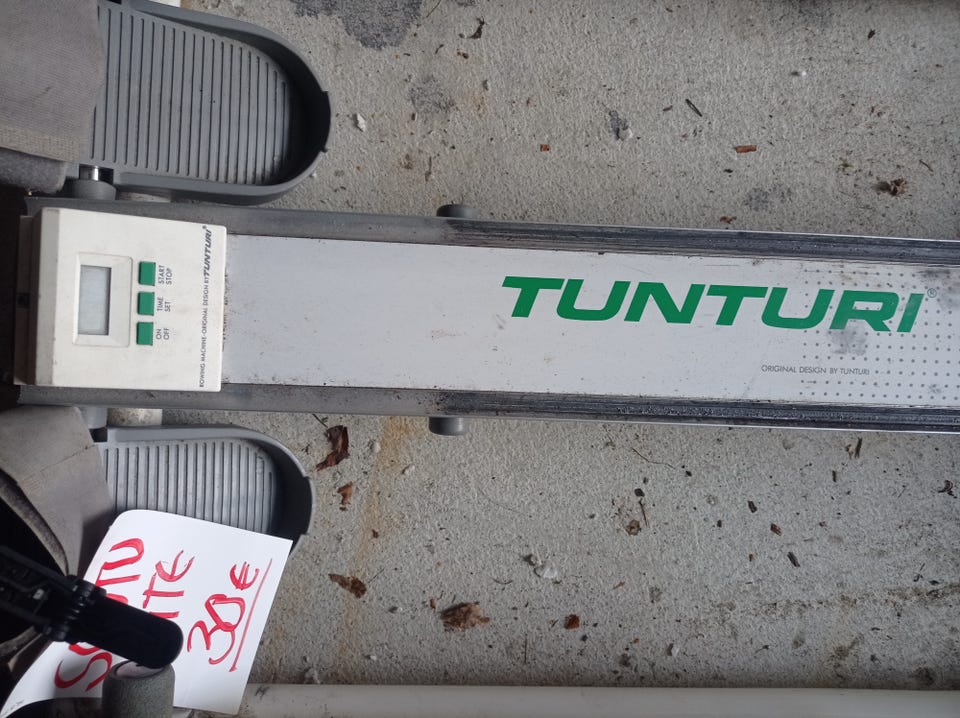 TUNTURI®
ORIGINAL DESIGN BY TUNTURI
START
STOP
TIME
SET
ON
OFF
ROWING MACHINE-ORIGINAL DESIGN BY TUNTURI®
30€